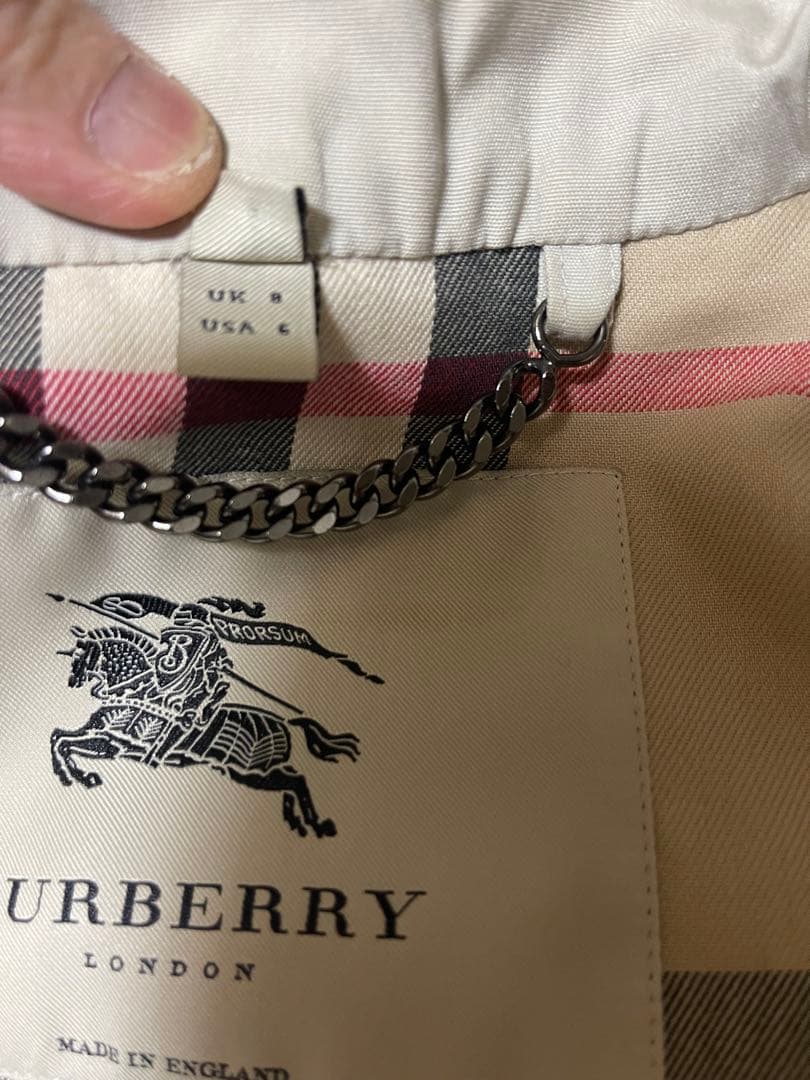 UK 8
USA 6
PRORSUM
URBERRY
LONDON
MADE IN ENGLAND